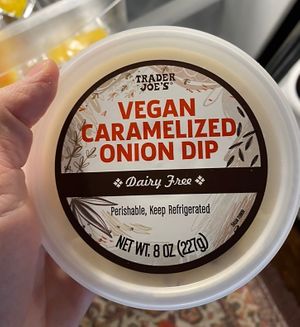 TRADER
JOE'S
VEGAN
CARAMELIZED
ONION DIP
Dairy Free
Perishable, Keep Refrigerated
NET WT. 8 OZ (227g)